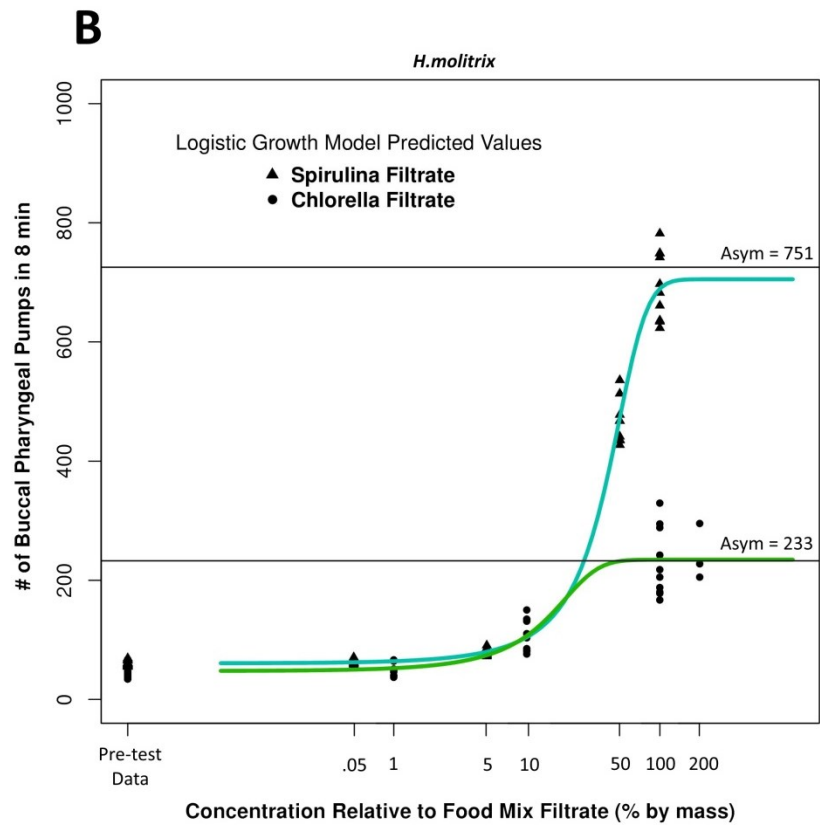 B
H.molitrix
Logistic Growth Model Predicted Values
▲ Spirulina Filtrate
● Chlorella Filtrate
Asym = 751
Asym = 233
# of Buccal Pharyngeal Pumps in 8 min
1000
800
600
400
200
0
Pre-test
Data
.05 1 5 10 50 100 200
Concentration Relative to Food Mix Filtrate (% by mass)